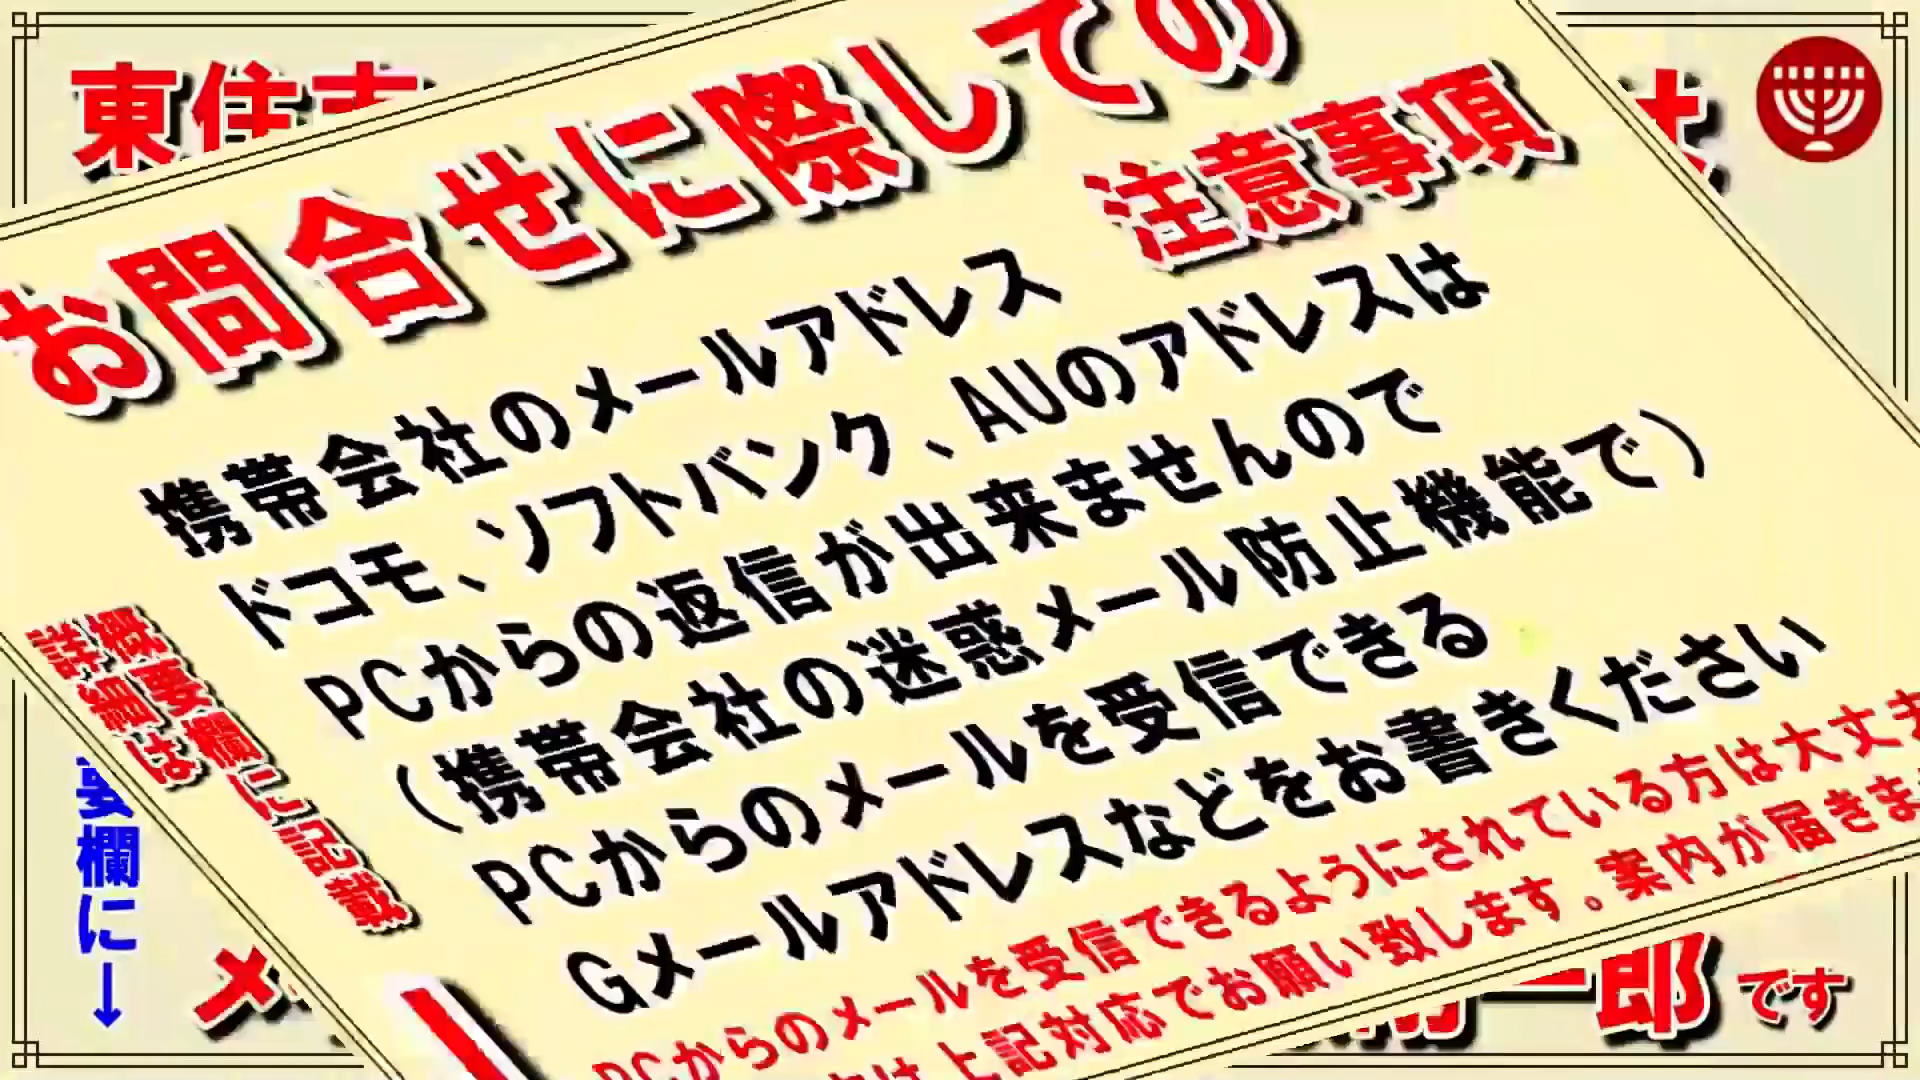 東住吉
は
お問合せに際しての
注意事項
携帯会社のメールアドレス
ドコモ、ソフトバンク、AUのアドレスは
PCからの返信が出来ませんので
(携帯会社の迷惑メール防止機能で)
PCからのメールを受信できる
Gメールアドレスなどをお書きください
PCからのメールを受信できるようにされている方は大丈夫
は上記対応でお願い致します。案内が届きま
詳細は
概要欄に記載
要欄に→
一郎です